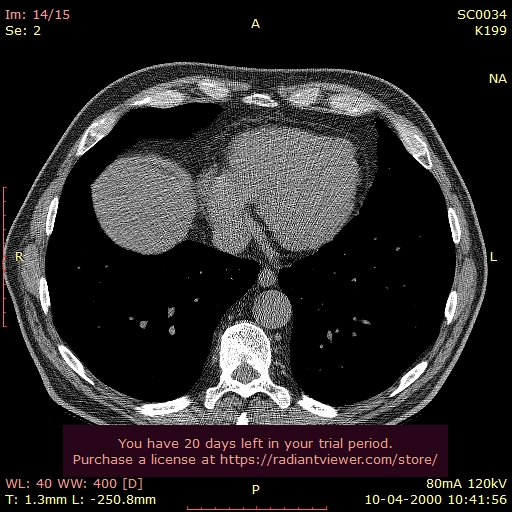 Im: 14/15
SC0034
Se: 2
A
K199
NA
R
L
You have 20 days left in your trial period.
Purchase a license at https://radiantviewer.com/store/
WL: 40 WW: 400 [D]
80mA 120kV
T: 1.3mm L: -250.8mm
P
10-04-2000 10:41:56